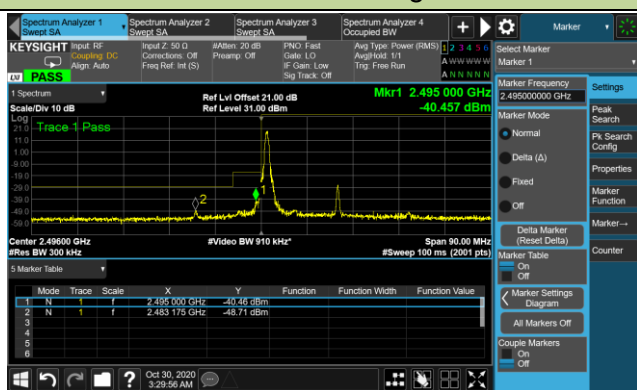 Spectrum Analyzer 1
Swept SA
Spectrum Analyzer 2
Swept SA
Spectrum Analyzer 3
Swept SA
Spectrum Analyzer 4
Occupied BW
Marker
KEYSIGHT
Input: RF
Coupling: DC
Align: Auto
Input Z: 50 Ω
Corrections: Off
Freq Ref: Int (S)
#Atten: 20 dB
Preamp: Off
PNO: Fast
Gate: LO
IF Gain: Low
Sig Track: Off
Avg Type: Power (RMS)
Avg|Hold: 1/1
Trig: Free Run
1 2 3 4 5 6
A W W W W W
A N N N N N
LXI
PASS
Select Marker
Marker 1
1 Spectrum
Scale/Div 10 dB
Ref Lvl Offset 21.00 dB
Ref Level 31.00 dBm
Mkr1 2.495 000 GHz
-40.457 dBm
Log
Trace 1 Pass
21.0
11.0
1.00
-9.00
-19.0
-29.0
-39.0
-49.0
-59.0
2
1
Center 2.49600 GHz
#Res BW 300 kHz
#Video BW 910 kHz*
Span 90.00 MHz
#Sweep 100 ms (2001 pts)
5 Marker Table
Mode Trace Scale X Y Function Function Width Function Value
1 N 1 f 2.495 000 GHz -40.46 dBm
2 N 1 f 2.483 175 GHz -48.71 dBm
3
4
5
6
Marker Frequency
2.495000000 GHz
Marker Mode
Normal
Delta (Δ)
Fixed
Off
Delta Marker
(Reset Delta)
Marker Table
On
Off
Marker Settings
Diagram
All Markers Off
Couple Markers
On
Off
Settings
Peak
Search
Pk Search
Config
Properties
Marker
Function
Marker→
Counter
Oct 30, 2020
3:29:56 AM